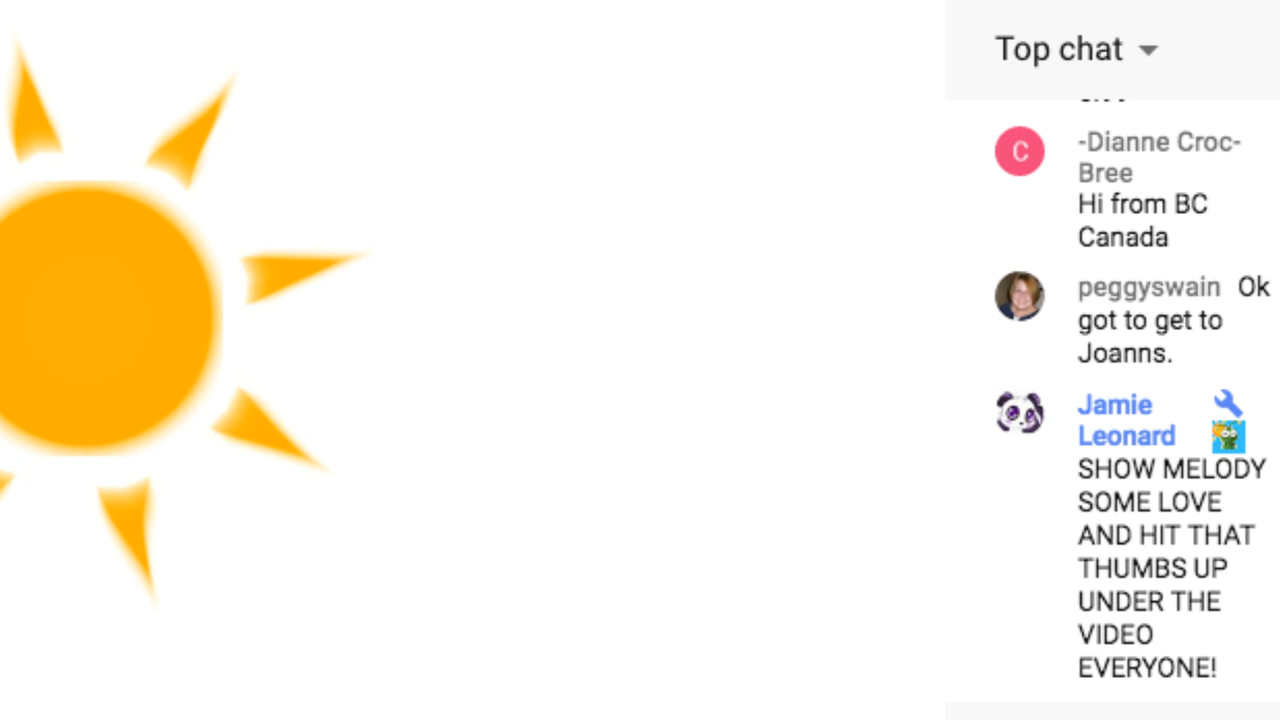 Top chat
C
-Dianne Croc-
Bree
Hi from BC
Canada
peggyswain Ok
got to get to
Joanns.
Jamie
Leonard
SHOW MELODY
SOME LOVE
AND HIT THAT
THUMBS UP
UNDER THE
VIDEO
EVERYONE!